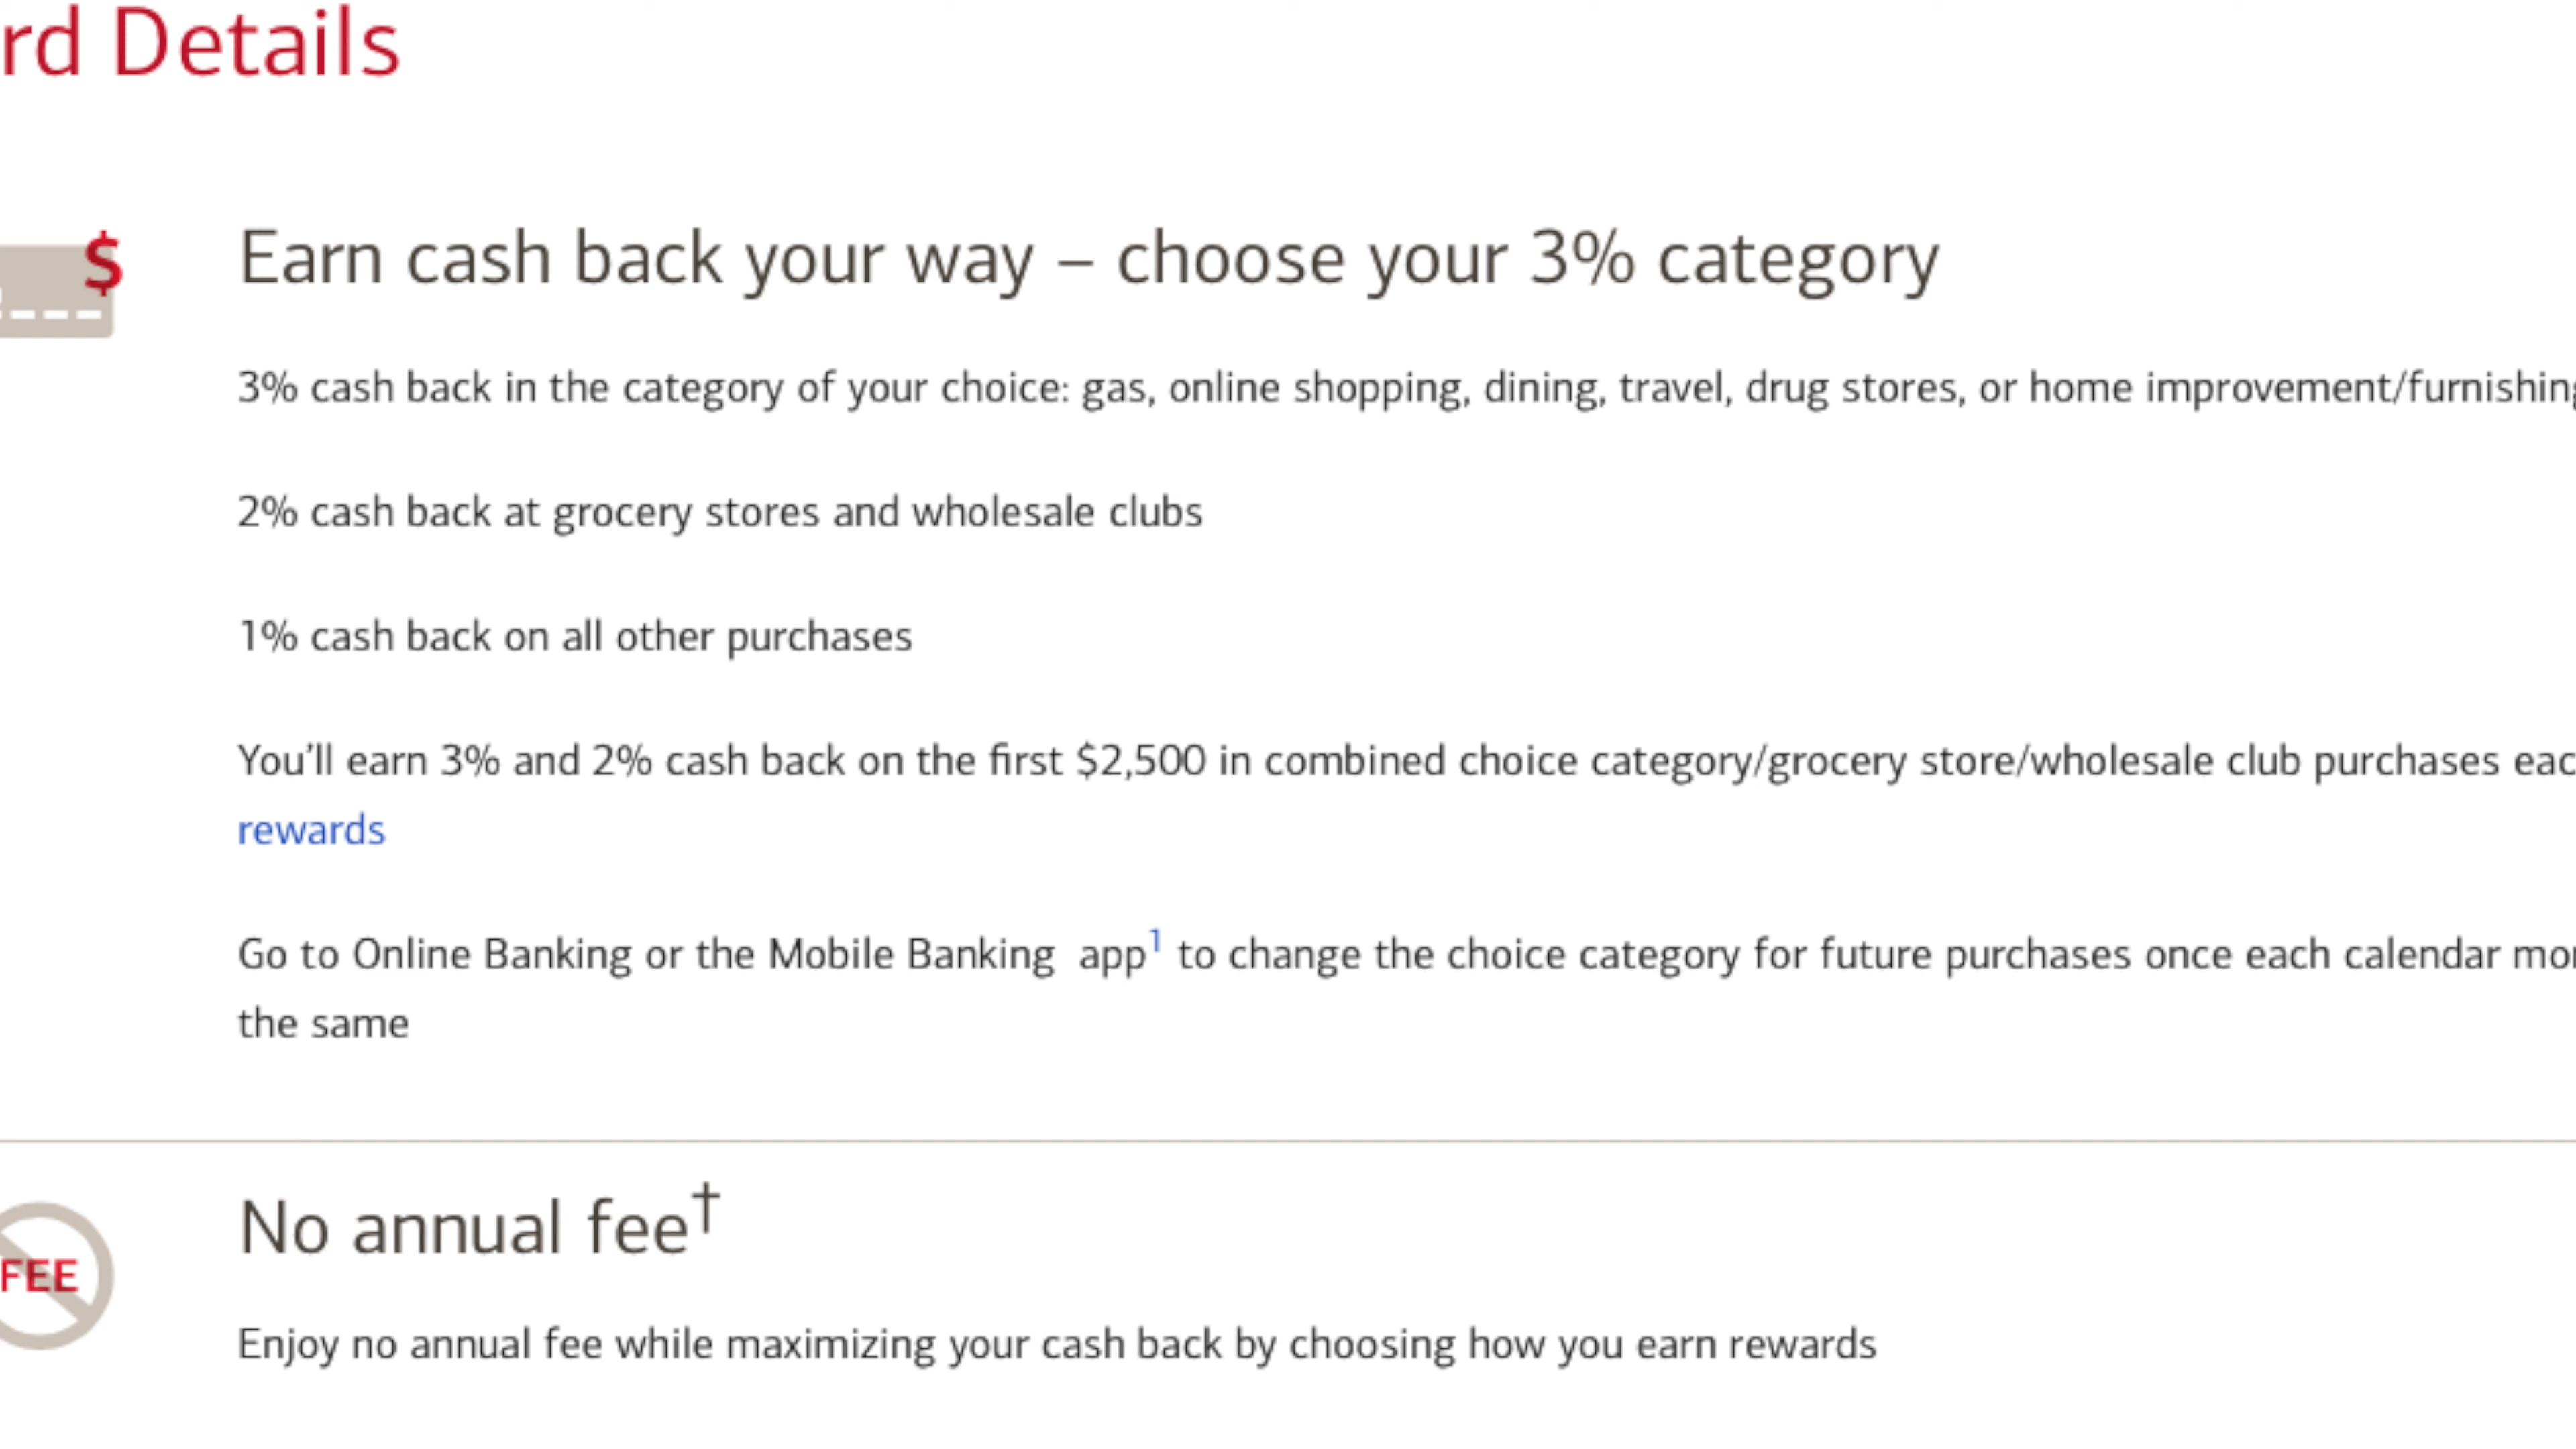 rd Details
$
Earn cash back your way – choose your 3% category
3% cash back in the category of your choice: gas, online shopping, dining, travel, drug stores, or home improvement/furnishing
2% cash back at grocery stores and wholesale clubs
1% cash back on all other purchases
You’ll earn 3% and 2% cash back on the first $2,500 in combined choice category/grocery store/wholesale club purchases eac
rewards
Go to Online Banking or the Mobile Banking app¹ to change the choice category for future purchases once each calendar mo
the same
No annual fee†
FEE
Enjoy no annual fee while maximizing your cash back by choosing how you earn rewards